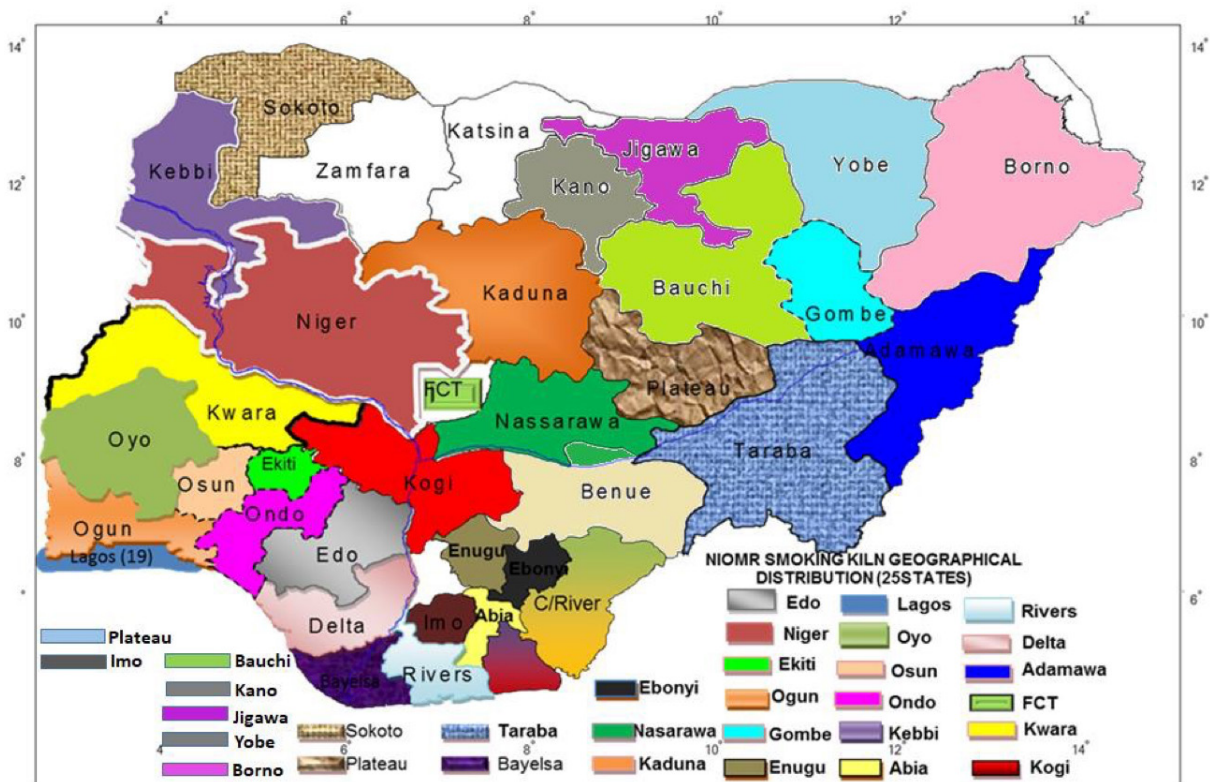 4°
6°
8°
10°
12°
14°
14°
14°
Sokoto
Katsina
Jigawa
Yobe
Borno
Kebbi
Zamfara
Kano
12°
12°
Kaduna
Bauchi
Gombe
10°
10°
Niger
Adamawa
FCT
Plateau
Kwara
Nassarawa
Oyo
Taraba
8°
8°
Ekiti
Osun
Kogi
Benue
Ondo
Ogun
Lagos (19)
Edo
Enugu
Ebonyi
C/River
6°
Delta
Imo
Abia
Bayelsa
Rivers
NIOMR SMOKING KILN GEOGRAPHICAL
DISTRIBUTION (25STATES)
Edo Lagos Rivers
Niger Oyo Delta
Ekiti Osun Adamawa
Ogun Ondo FCT
Gombe Kebbi Kwara
Enugu Abia Kogi
Plateau
Imo
Bauchi
Kano
Jigawa
Yobe
Borno
Ebonyi
Sokoto Taraba Nasarawa
Plateau Bayelsa Kaduna
4°
6°
8°
10°
12°
14°